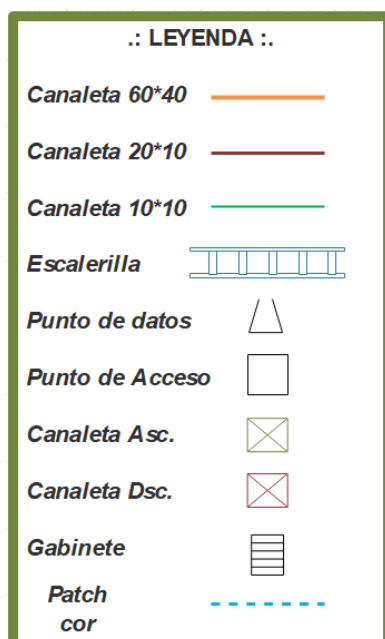 .: LEYENDA :.
Canaleta 60*40
Canaleta 20*10
Canaleta 10*10
Escalerilla
Punto de datos
Punto de Acceso
Canaleta Asc.
Canaleta Dsc.
Gabinete
Patch
cor